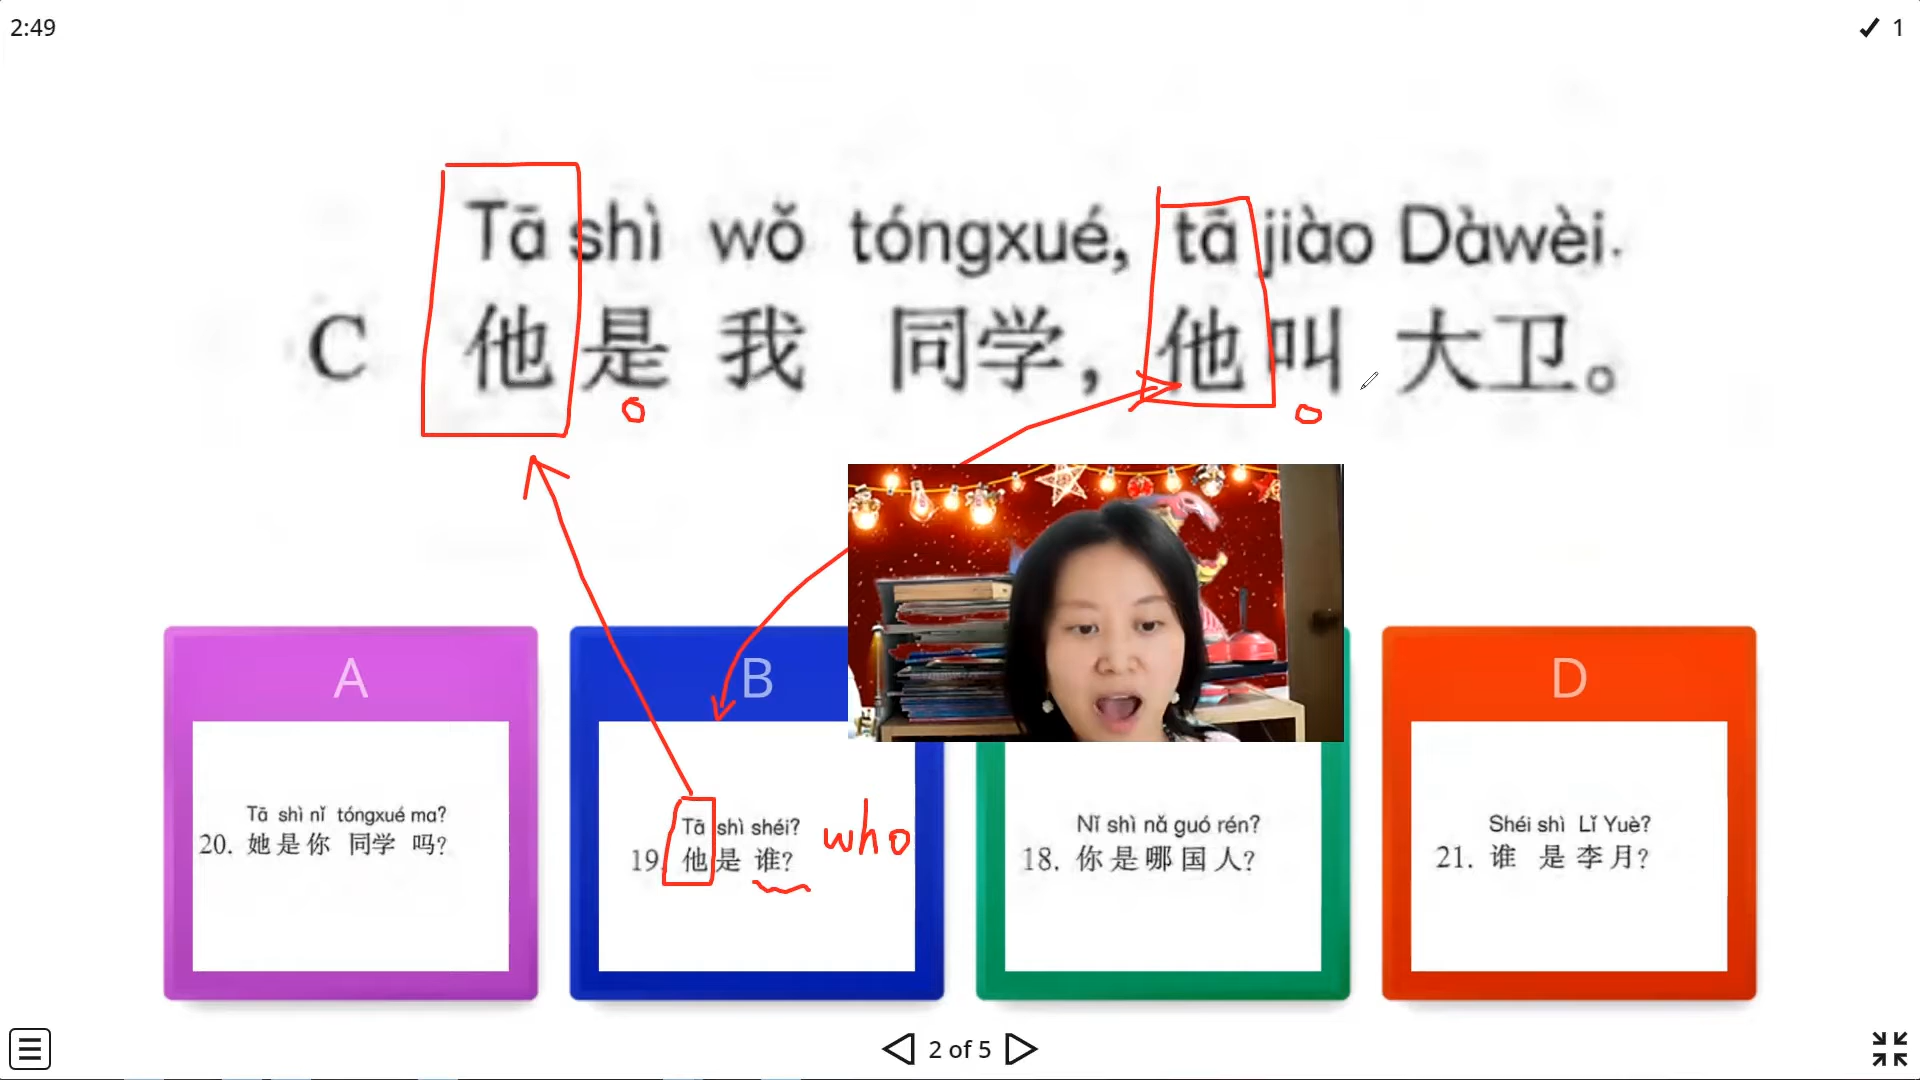 2:49
✓ 1
Tā shì wǒ tóngxué, tā jiào Dàwèi.
C 他是我 同学，他叫 大卫。
A
Tā shì nǐ tóngxué ma?
20. 她是你 同学 吗?
B
Tā shì shéi?
19. 他是 谁?
who
Nǐ shì nǎ guó rén?
18. 你是哪国人?
D
Shéi shì Lǐ Yuè?
21. 谁 是 李月?
2 of 5